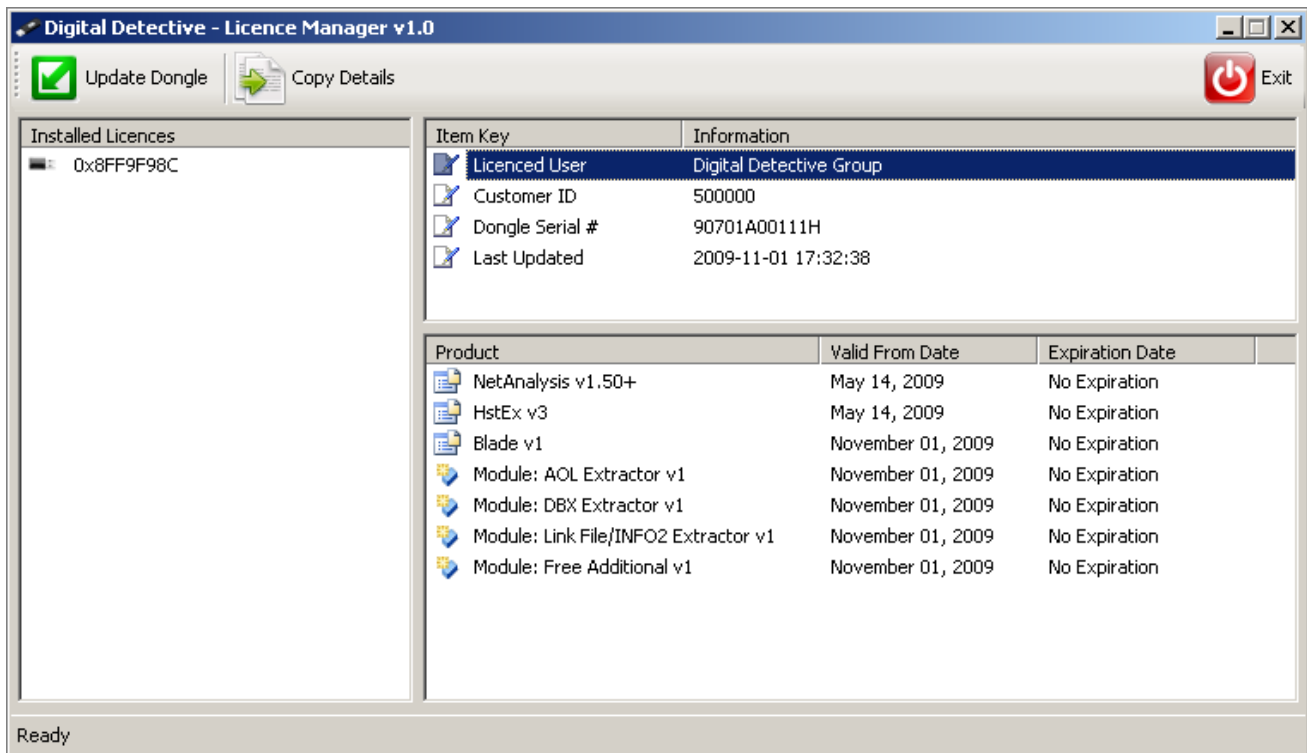 Digital Detective - Licence Manager v1.0
Update Dongle Copy Details Exit
Installed Licences
0x8FF9F98C
Item Key Information
Licenced User Digital Detective Group
Customer ID 500000
Dongle Serial # 90701A00111H
Last Updated 2009-11-01 17:32:38
Product Valid From Date Expiration Date
NetAnalysis v1.50+ May 14, 2009 No Expiration
HstEx v3 May 14, 2009 No Expiration
Blade v1 November 01, 2009 No Expiration
Module: AOL Extractor v1 November 01, 2009 No Expiration
Module: DBX Extractor v1 November 01, 2009 No Expiration
Module: Link File/INFO2 Extractor v1 November 01, 2009 No Expiration
Module: Free Additional v1 November 01, 2009 No Expiration
Ready